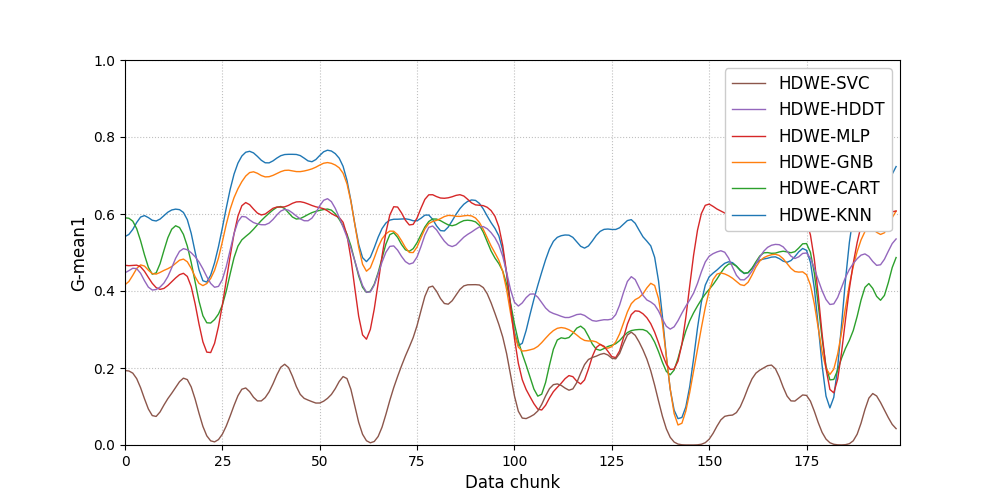 1.0
0.8
0.6
0.4
0.2
0.0
G-mean1
HDWE-SVC
HDWE-HDDT
HDWE-MLP
HDWE-GNB
HDWE-CART
HDWE-KNN
0 25 50 75 100 125 150 175
Data chunk